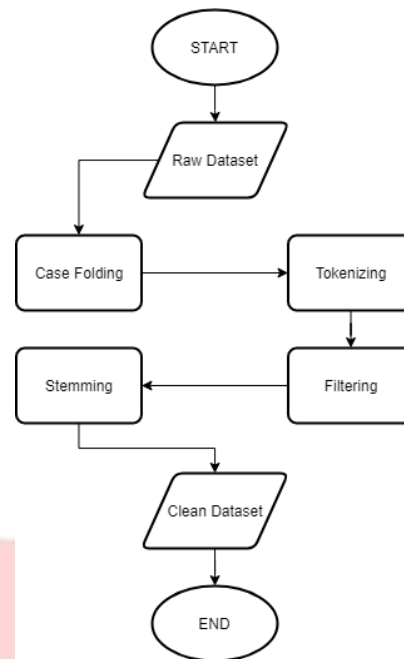 START
Raw Dataset
Case Folding
Tokenizing
Filtering
Stemming
Clean Dataset
END